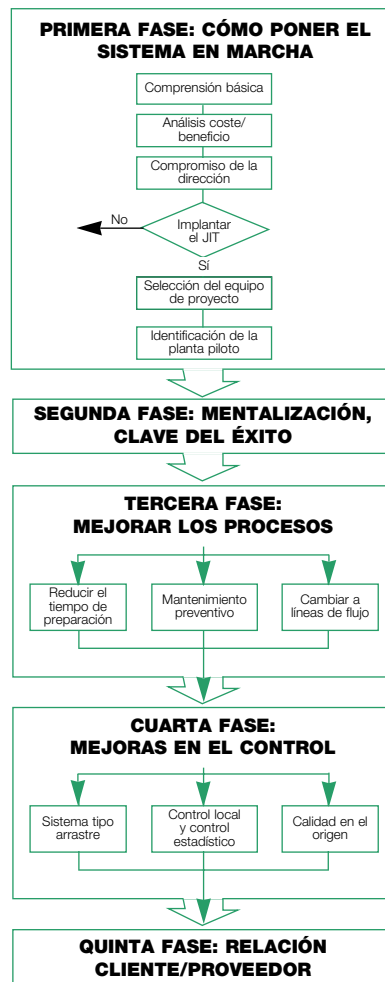 PRIMERA FASE: CÓMO PONER EL
SISTEMA EN MARCHA
Comprensión básica
Análisis coste/
beneficio
Compromiso de la
dirección
No
Implantar
el JIT
Sí
Selección del equipo
de proyecto
Identificación de la
planta piloto
SEGUNDA FASE: MENTALIZACIÓN,
CLAVE DEL ÉXITO
TERCERA FASE:
MEJORAR LOS PROCESOS
Reducir el
tiempo de
preparación
Mantenimiento
preventivo
Cambiar a
líneas de flujo
CUARTA FASE:
MEJORAS EN EL CONTROL
Sistema tipo
arrastre
Control local
y control
estadístico
Calidad en el
origen
QUINTA FASE: RELACIÓN
CLIENTE/PROVEEDOR